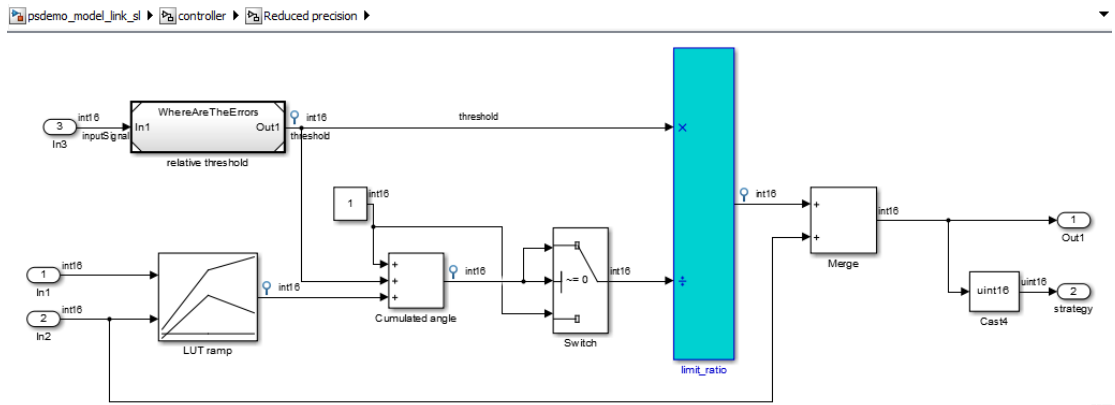 psdemo_model_link_sl ▶ controller ▶ Reduced precision ▶
WhereAreTheErrors
int16
3
inputSignal
In3
In1
Out1
int16
threshold
relative threshold
threshold
×
1
int16
int16
1
In1
int16
2
In2
int16
LUT ramp
+
+
+
int16
Cumulated angle
~= 0
int16
Switch
÷
limit_ratio
int16
+
+
int16
Merge
1
Out1
uint16
uint16
Cast4
2
strategy